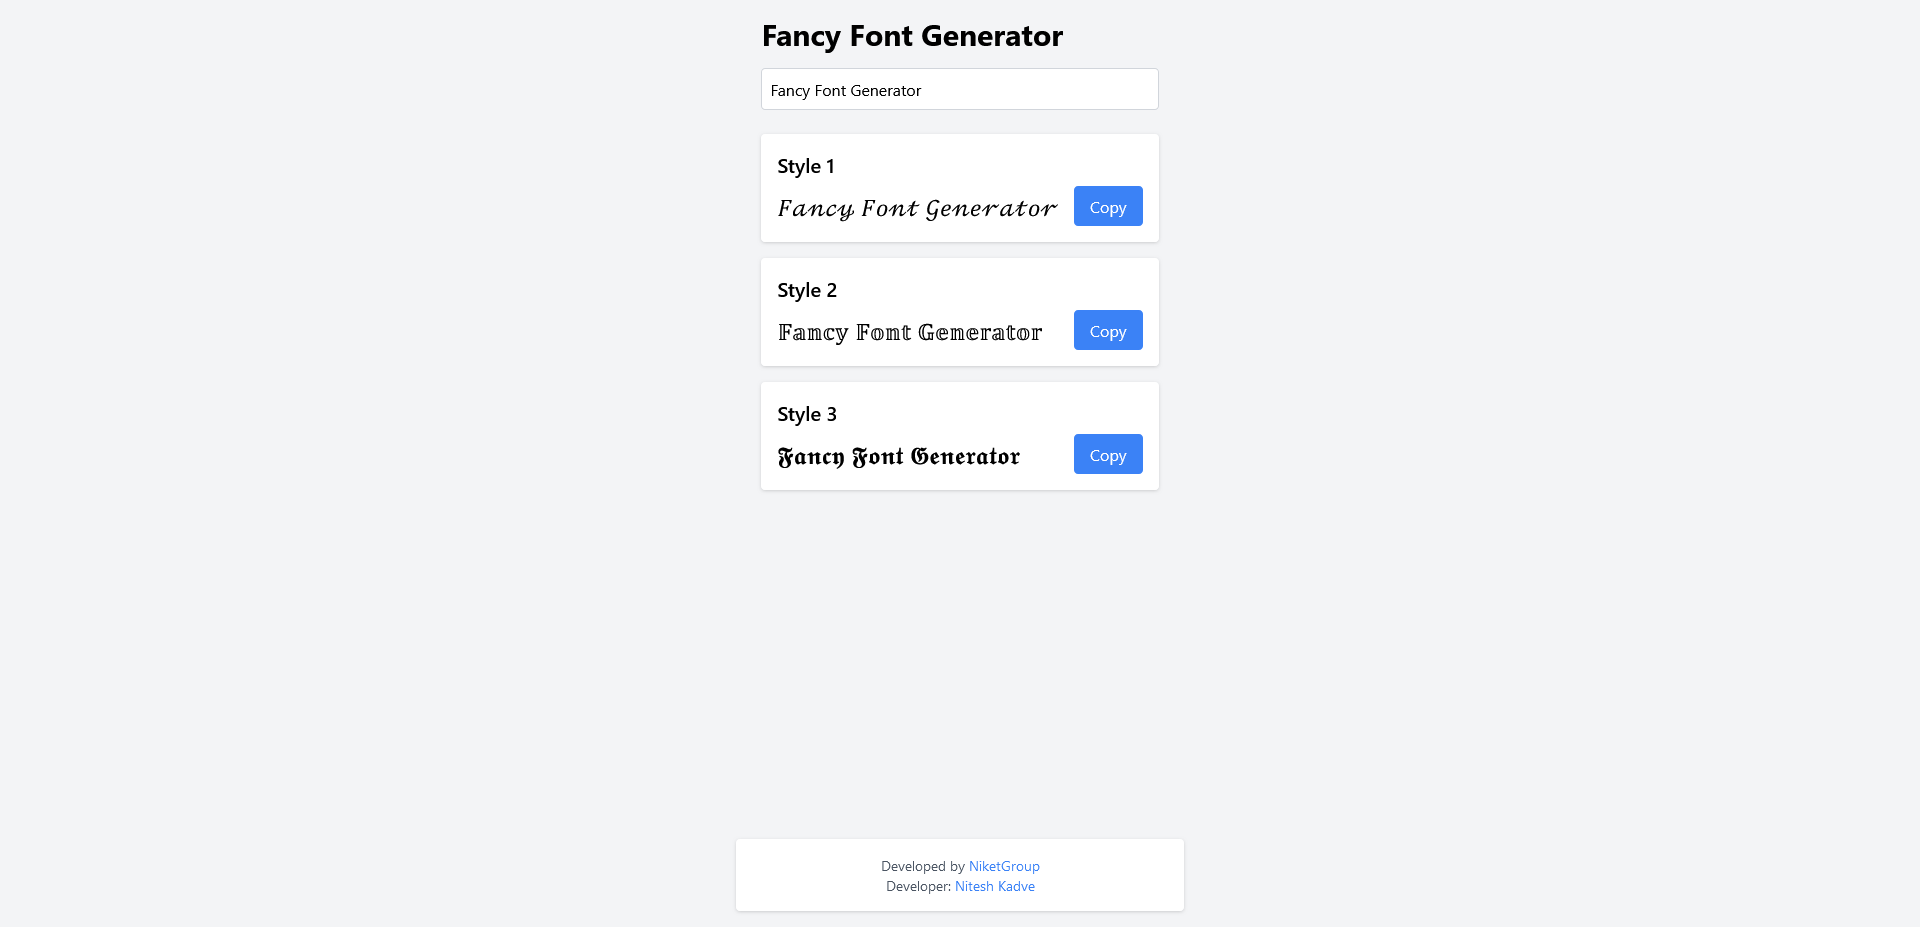 Fancy Font Generator
Fancy Font Generator
Style 1
𝓕𝓪𝓷𝓬𝔂 𝓕𝓸𝓷𝓽 𝓖𝓮𝓷𝓮𝓻𝓪𝓽𝓸𝓻
Copy
Style 2
𝔽𝕒𝕟𝕔𝕪 𝔽𝕠𝕟𝕥 𝔾𝕖𝕟𝕖𝕣𝕒𝕥𝕠𝕣
Copy
Style 3
𝕱𝖆𝖓𝖈𝖞 𝕱𝖔𝖓𝖙 𝕲𝖊𝖓𝖊𝖗𝖆𝖙𝖔𝖗
Copy
Developed by NiketGroup
Developer: Nitesh Kadve